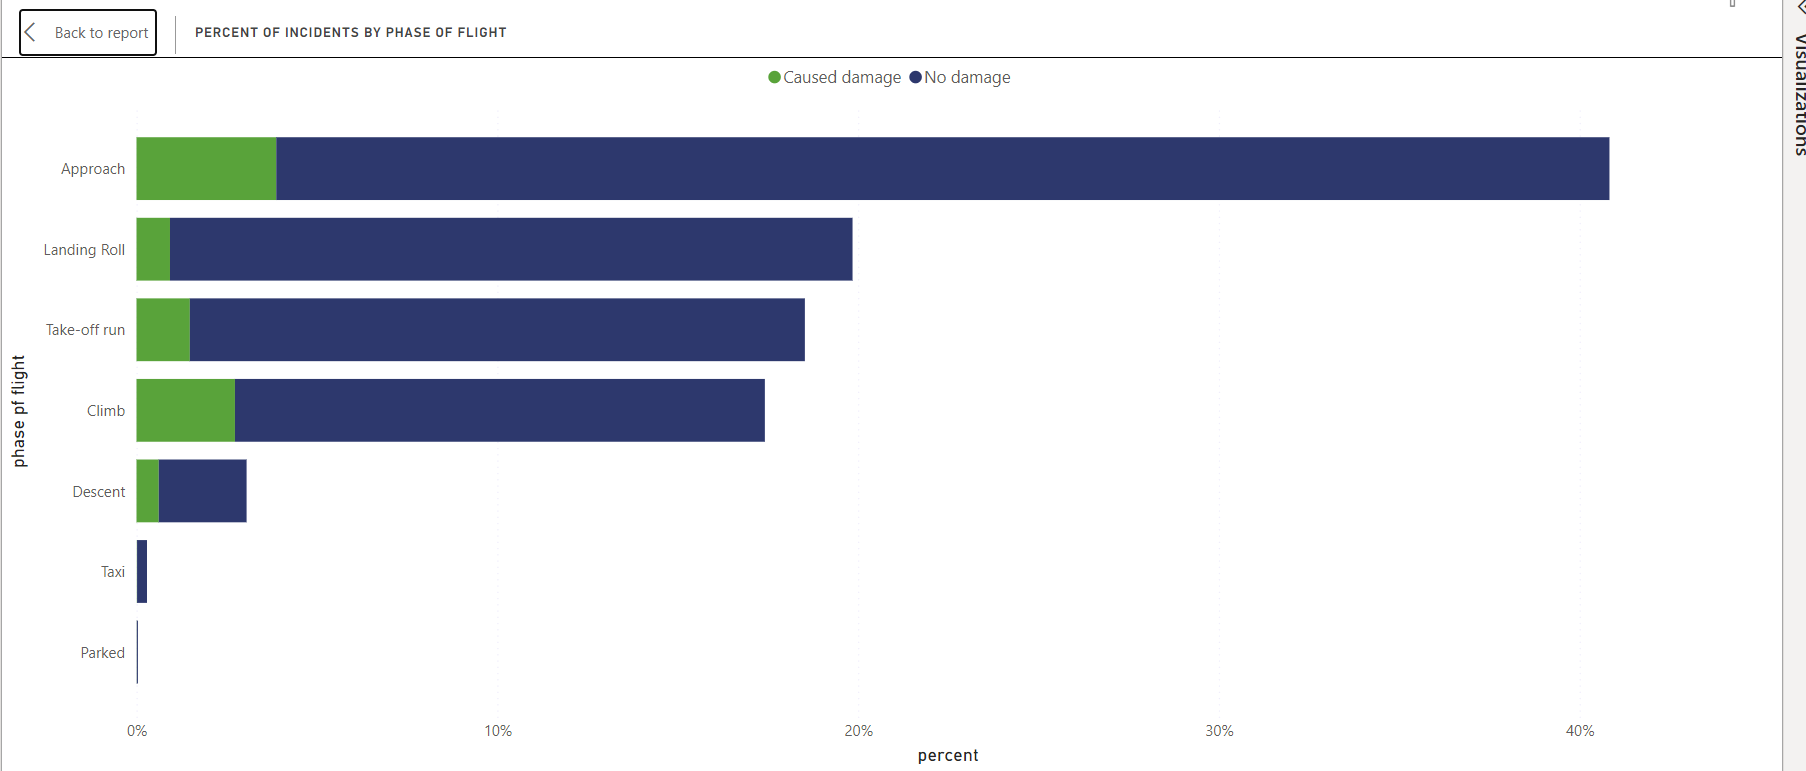 Back to report
PERCENT OF INCIDENTS BY PHASE OF FLIGHT
Visualizations
Caused damage No damage
phase pf flight
Approach
Landing Roll
Take-off run
Climb
Descent
Taxi
Parked
0% 10% 20% 30% 40%
percent